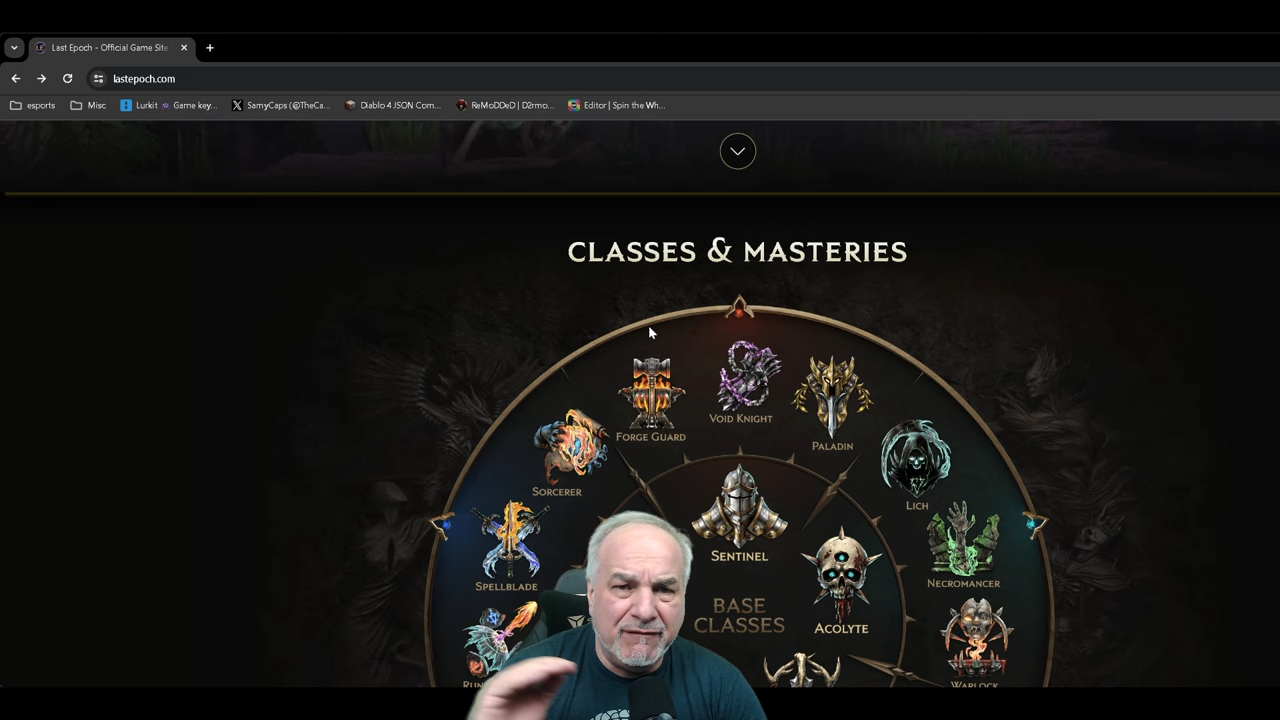 Last Epoch - Official Game Site
lastepoch.com
esports
Misc
Lurkit
Game key...
SamyCaps (@TheCa...
Diablo 4 JSON Com...
ReMoDDeD | D2rmo...
Editor | Spin the Wh...
CLASSES & MASTERIES
VOID KNIGHT
FORGE GUARD
PALADIN
SORCERER
LICH
SENTINEL
SPELLBLADE
NECROMANCER
BASE
CLASSES
ACOLYTE
WARLOCK